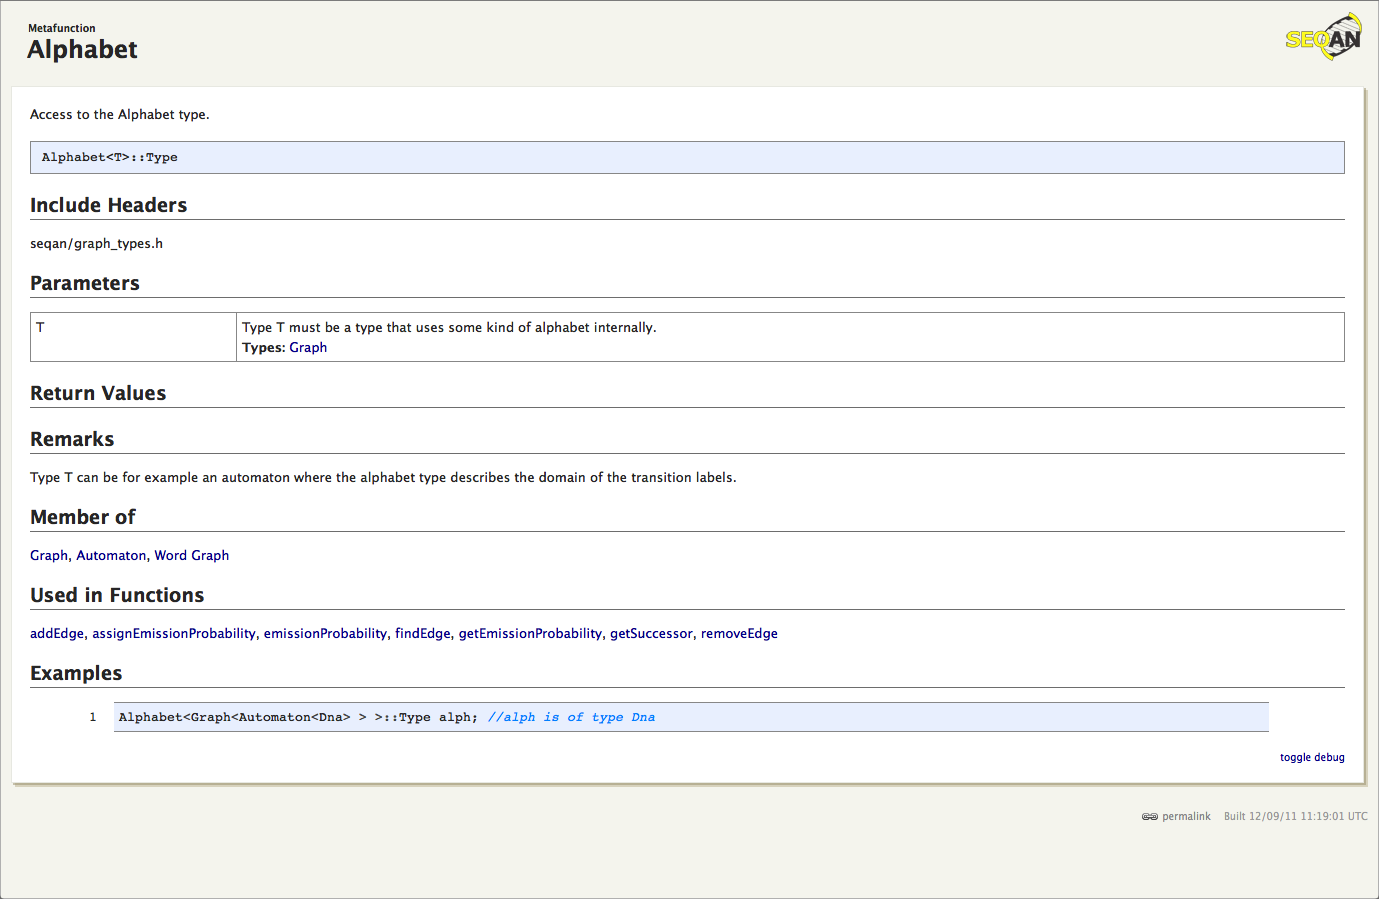 Metafunction
Alphabet
SEQAN
Access to the Alphabet type.
Alphabet<T>::Type
Include Headers
seqan/graph_types.h
Parameters
T
Type T must be a type that uses some kind of alphabet internally.
Types: Graph
Return Values
Remarks
Type T can be for example an automaton where the alphabet type describes the domain of the transition labels.
Member of
Graph, Automaton, Word Graph
Used in Functions
addEdge, assignEmissionProbability, emissionProbability, findEdge, getEmissionProbability, getSuccessor, removeEdge
Examples
1 Alphabet<Graph<Automaton<Dna> > >::Type alph; //alph is of type Dna
toggle debug
permalink Built 12/09/11 11:19:01 UTC